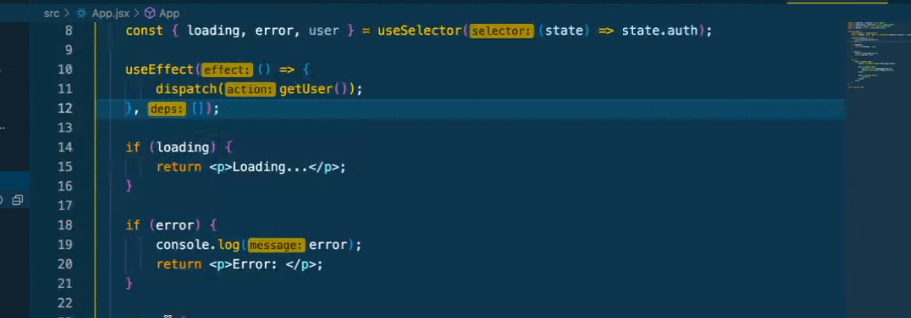 src > App.jsx > App
8 const { loading, error, user } = useSelector(selector: (state) => state.auth);
9
10 useEffect(effect: () => {
11 dispatch(action: getUser());
12 }, deps: []);
13
14 if (loading) {
15 return <p>Loading...</p>;
16 }
17
18 if (error) {
19 console.log(message: error);
20 return <p>Error: </p>;
21 }
22